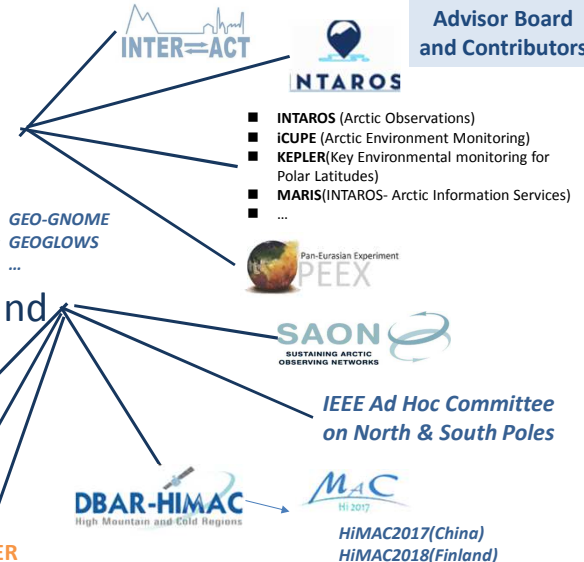 INTER⇌ACT
Advisor Board
and Contributors
NTAROS
■ INTAROS (Arctic Observations)
■ iCUPE (Arctic Environment Monitoring)
■ KEPLER(Key Environmental monitoring for
Polar Latitudes)
■ MARIS(INTAROS- Arctic Information Services)
■ ...
GEO-GNOME
GEOGLOWS
...
Pan-Eurasian Experiment
PEEX
nd
SAON
SUSTAINING ARCTIC
OBSERVING NETWORKS
IEEE Ad Hoc Committee
on North & South Poles
DBAR-HIMAC
High Mountain and Cold Regions
MAC
Hi 2017
HiMAC2017(China)
HiMAC2018(Finland)
ER